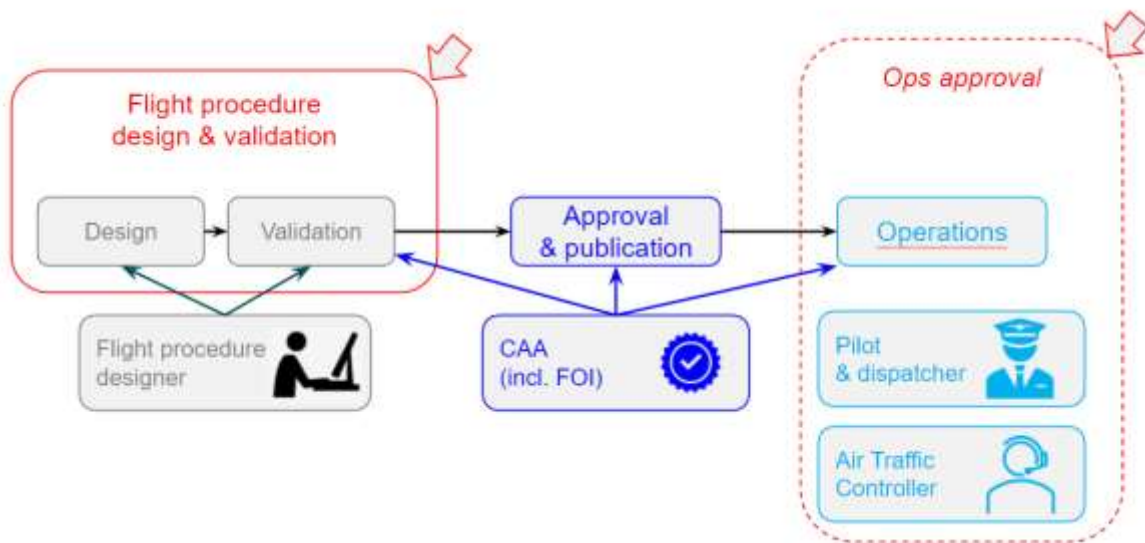 Flight procedure
design & validation
Ops approval
Design
Validation
Approval
& publication
Operations
Flight procedure
designer
CAA
(incl. FOI)
Pilot
& dispatcher
Air Traffic
Controller